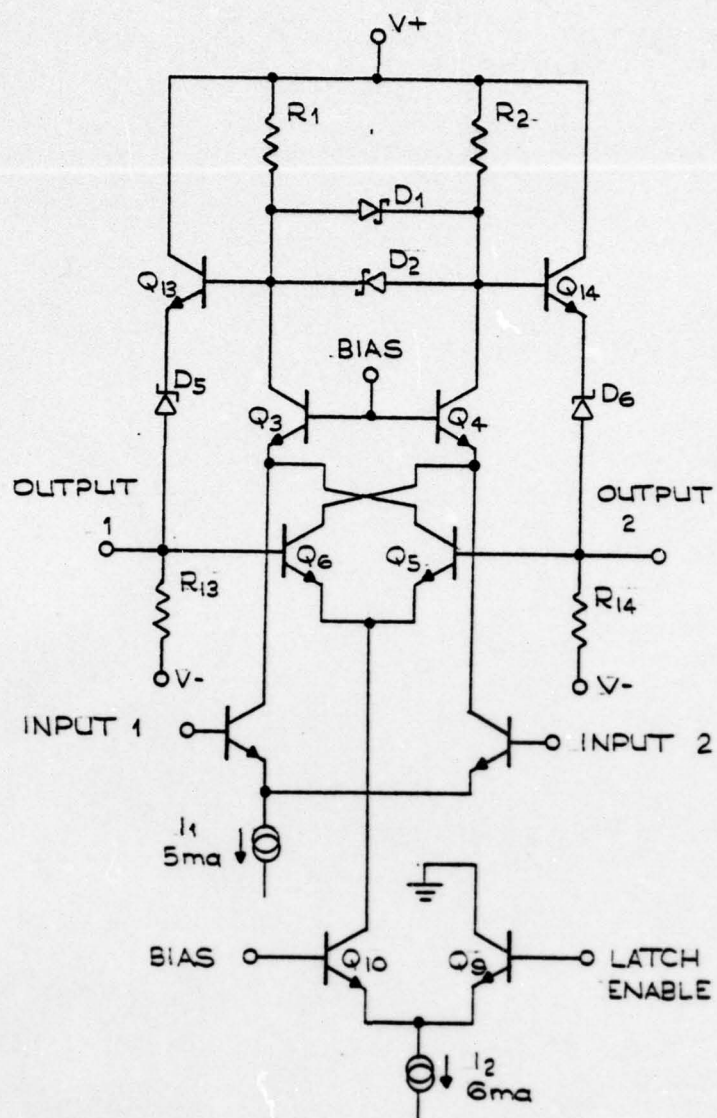 V+
R1
R2
D1
D2
Q13
Q14
BIAS
D5
Q3
Q4
D6
OUTPUT
1
OUTPUT
2
Q6
Q5
R13
R14
V-
V-
INPUT 1
INPUT 2
I1
5ma
BIAS
Q10
Q9
LATCH
ENABLE
I2
6ma